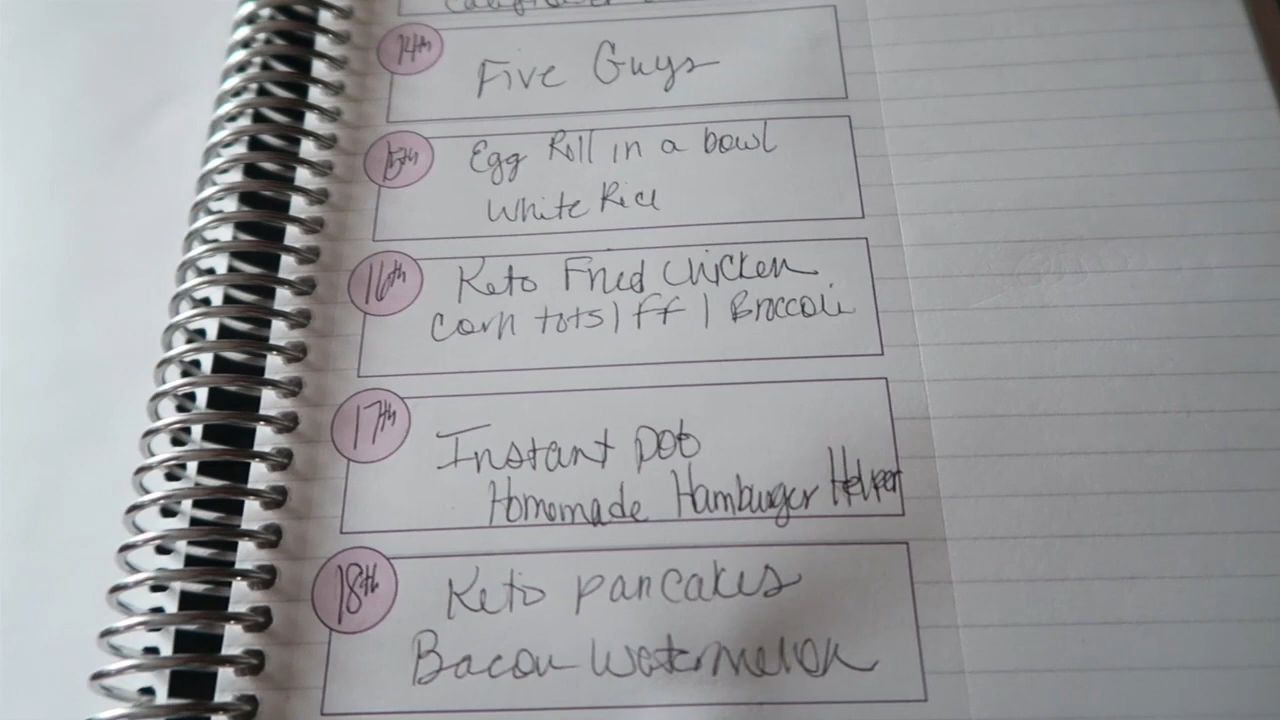 14th
Five Guys
15th
Egg Roll in a bowl
White Rice
16th
Keto Fried Chicken
Corn tots | ff | Broccoli
17th
Instant pot
Homemade Hamburger Helper
18th
Keto pancakes
Bacon Watermelon